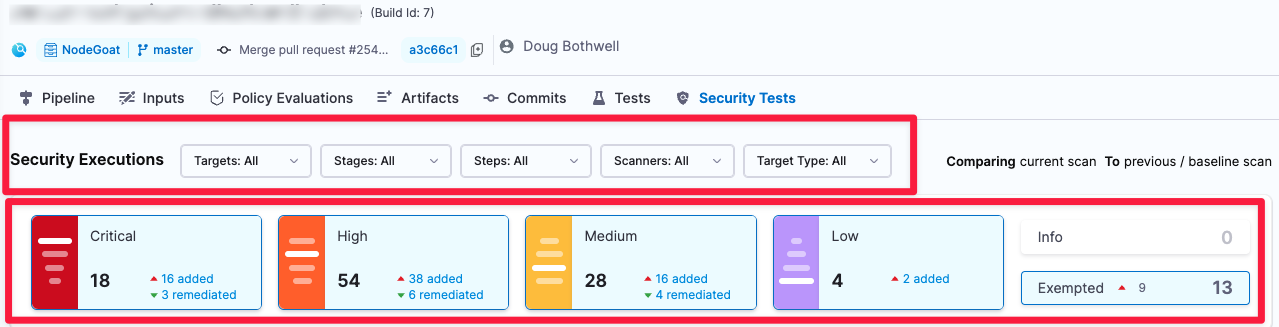 (Build Id: 7)
NodeGoat master Merge pull request #254... a3c66c1 Doug Bothwell
Pipeline Inputs Policy Evaluations Artifacts Commits Tests Security Tests
Security Executions Targets: All Stages: All Steps: All Scanners: All Target Type: All Comparing current scan To previous / baseline scan
Critical
18
16 added
3 remediated
High
54
38 added
6 remediated
Medium
28
16 added
4 remediated
Low
4
2 added
Info 0
Exempted 9 13